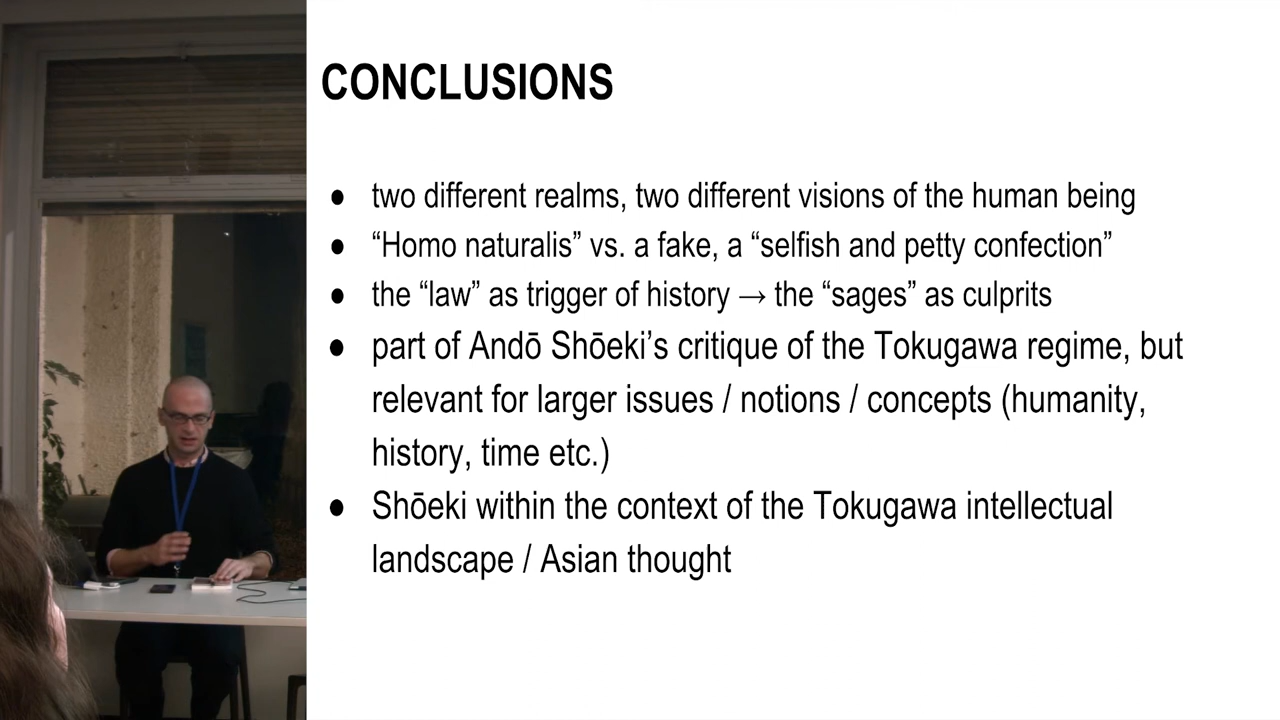 CONCLUSIONS
● two different realms, two different visions of the human being
● “Homo naturalis” vs. a fake, a “selfish and petty confection”
● the “law” as trigger of history → the “sages” as culprits
● part of Andō Shōeki’s critique of the Tokugawa regime, but
relevant for larger issues / notions / concepts (humanity,
history, time etc.)
● Shōeki within the context of the Tokugawa intellectual
landscape / Asian thought